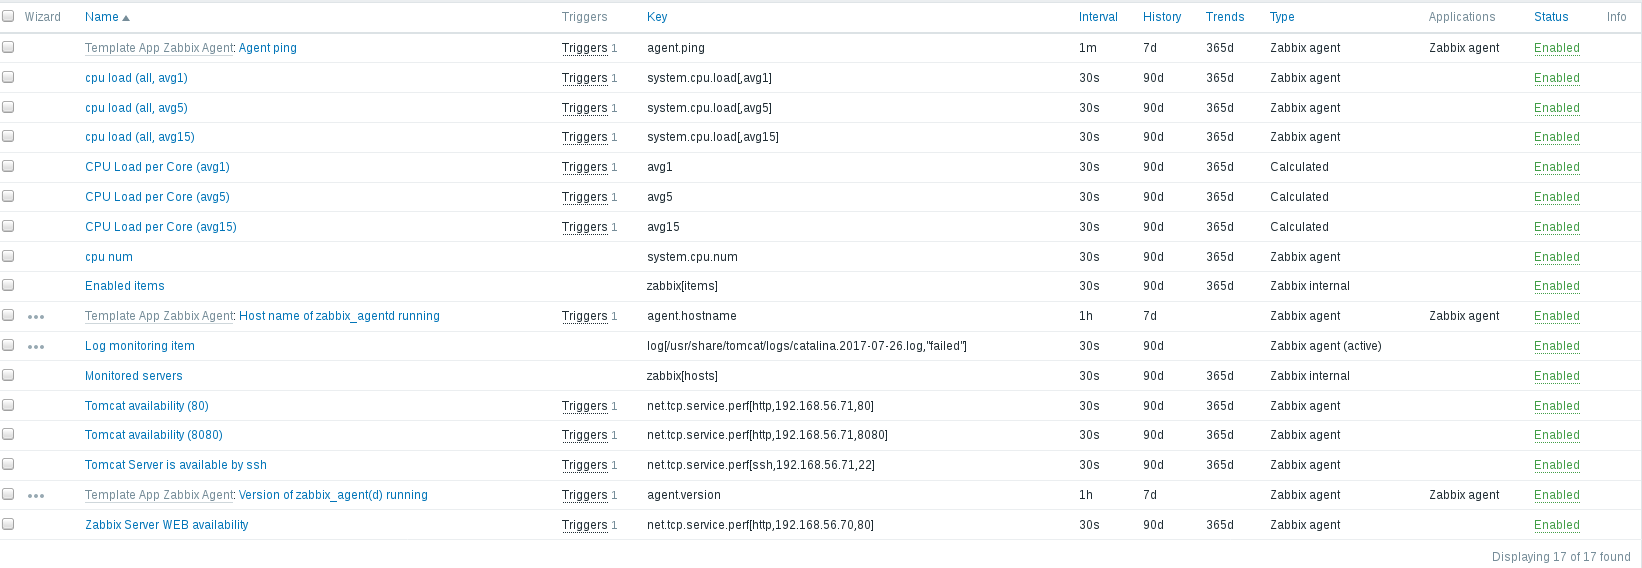 Wizard Name Triggers Key Interval History Trends Type Applications Status Info
Template App Zabbix Agent: Agent ping Triggers 1 agent.ping 1m 7d 365d Zabbix agent Zabbix agent Enabled
cpu load (all, avg1) Triggers 1 system.cpu.load[,avg1] 30s 90d 365d Zabbix agent Enabled
cpu load (all, avg5) Triggers 1 system.cpu.load[,avg5] 30s 90d 365d Zabbix agent Enabled
cpu load (all, avg15) Triggers 1 system.cpu.load[,avg15] 30s 90d 365d Zabbix agent Enabled
CPU Load per Core (avg1) Triggers 1 avg1 30s 90d 365d Calculated Enabled
CPU Load per Core (avg5) Triggers 1 avg5 30s 90d 365d Calculated Enabled
CPU Load per Core (avg15) Triggers 1 avg15 30s 90d 365d Calculated Enabled
cpu num system.cpu.num 30s 90d 365d Zabbix agent Enabled
Enabled items zabbix[items] 30s 90d 365d Zabbix internal Enabled
Template App Zabbix Agent: Host name of zabbix_agentd running Triggers 1 agent.hostname 1h 7d Zabbix agent Zabbix agent Enabled
Log monitoring item log[/usr/share/tomcat/logs/catalina.2017-07-26.log,"failed"] 30s 90d Zabbix agent (active) Enabled
Monitored servers zabbix[hosts] 30s 90d 365d Zabbix internal Enabled
Tomcat availability (80) Triggers 1 net.tcp.service.perf[http,192.168.56.71,80] 30s 90d 365d Zabbix agent Enabled
Tomcat availability (8080) Triggers 1 net.tcp.service.perf[http,192.168.56.71,8080] 30s 90d 365d Zabbix agent Enabled
Tomcat Server is available by ssh Triggers 1 net.tcp.service.perf[ssh,192.168.56.71,22] 30s 90d 365d Zabbix agent Enabled
Template App Zabbix Agent: Version of zabbix_agent(d) running Triggers 1 agent.version 1h 7d Zabbix agent Zabbix agent Enabled
Zabbix Server WEB availability Triggers 1 net.tcp.service.perf[http,192.168.56.70,80] 30s 90d 365d Zabbix agent Enabled
Displaying 17 of 17 found